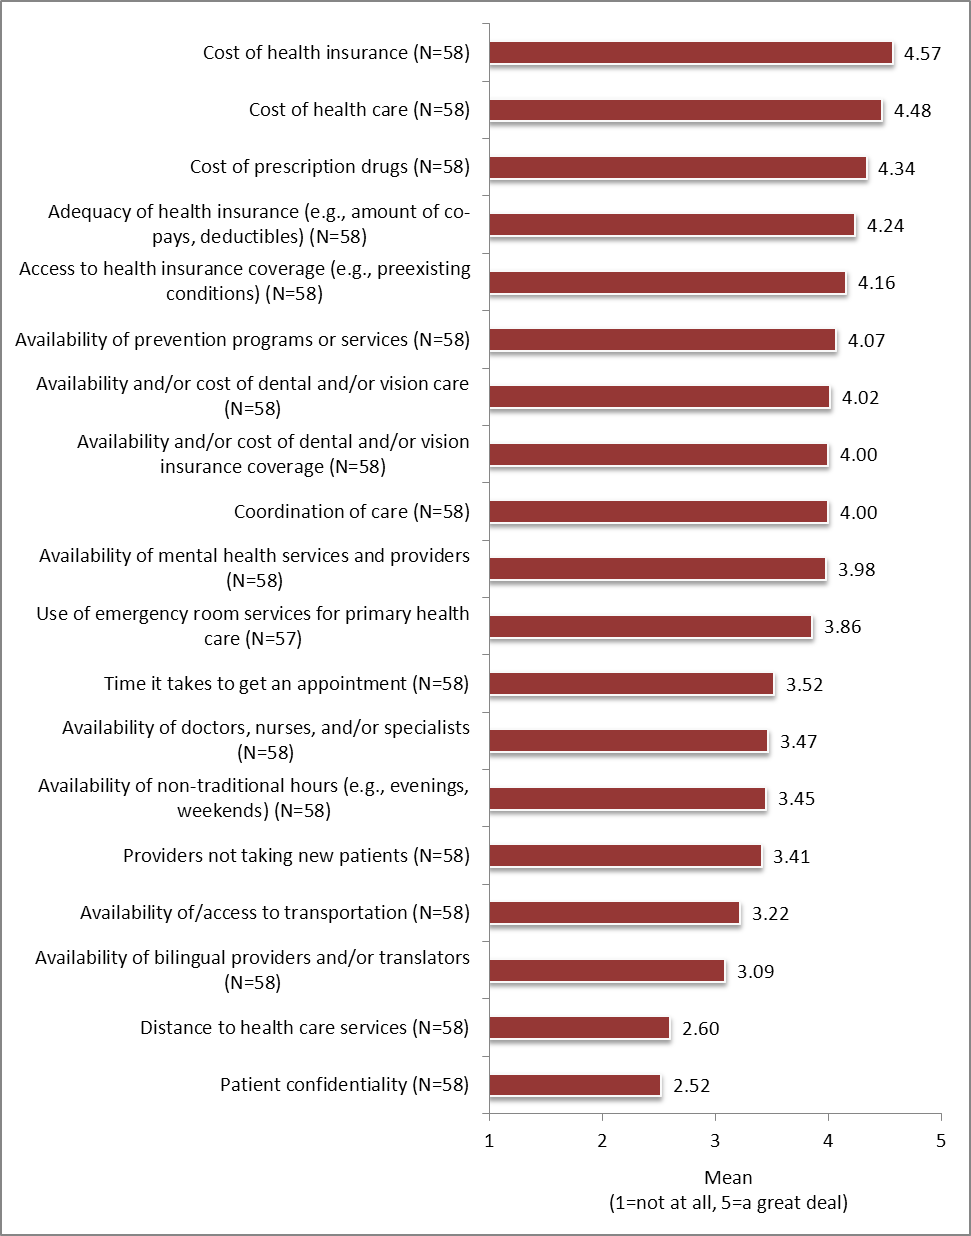 Cost of health insurance (N=58)
4.57
Cost of health care (N=58)
4.48
Cost of prescription drugs (N=58)
4.34
Adequacy of health insurance (e.g., amount of co-
pays, deductibles) (N=58)
4.24
Access to health insurance coverage (e.g., preexisting
conditions) (N=58)
4.16
Availability of prevention programs or services (N=58)
4.07
Availability and/or cost of dental and/or vision care
(N=58)
4.02
Availability and/or cost of dental and/or vision
insurance coverage (N=58)
4.00
Coordination of care (N=58)
4.00
Availability of mental health services and providers
(N=58)
3.98
Use of emergency room services for primary health
care (N=57)
3.86
Time it takes to get an appointment (N=58)
3.52
Availability of doctors, nurses, and/or specialists
(N=58)
3.47
Availability of non-traditional hours (e.g., evenings,
weekends) (N=58)
3.45
Providers not taking new patients (N=58)
3.41
Availability of/access to transportation (N=58)
3.22
Availability of bilingual providers and/or translators
(N=58)
3.09
Distance to health care services (N=58)
2.60
Patient confidentiality (N=58)
2.52
1 2 3 4 5
Mean
(1=not at all, 5=a great deal)